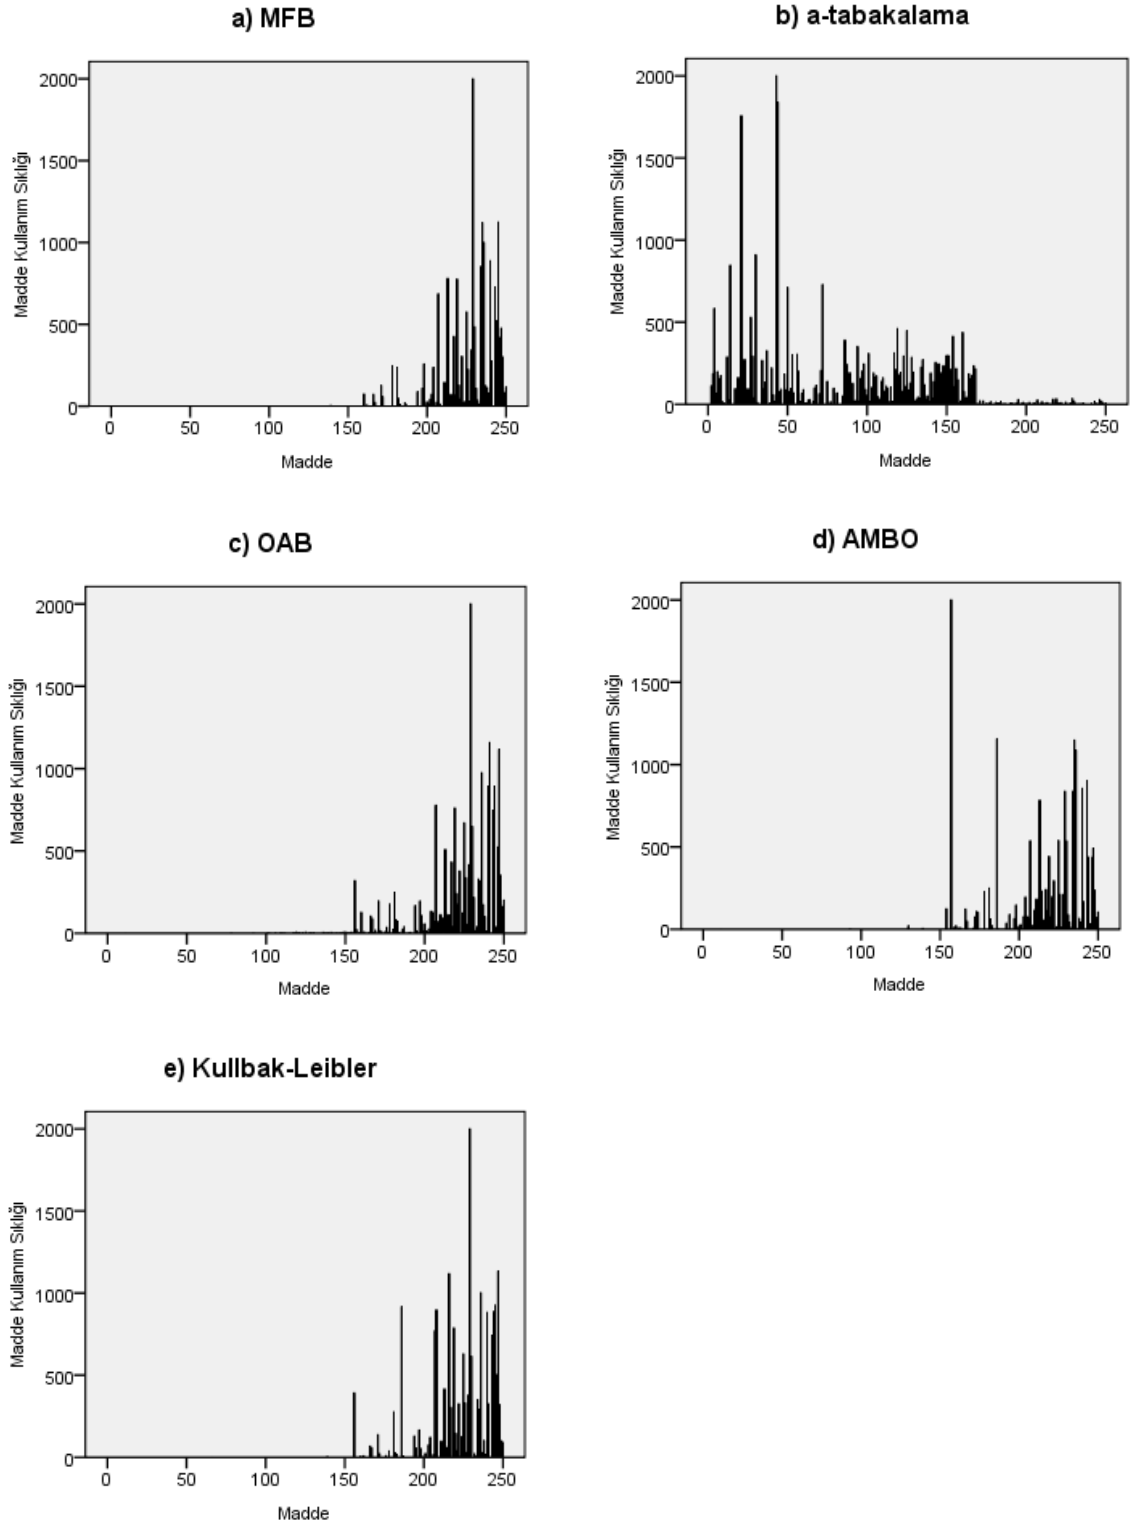 a) MFB
b) a-tabakalama
Madde Kullanım Sıklığı
2000
1500
1000
500
0
0 50 100 150 200 250
Madde
Madde Kullanım Sıklığı
2000
1500
1000
500
0
0 50 100 150 200 250
Madde
c) OAB
d) AMBO
Madde Kullanım Sıklığı
2000
1500
1000
500
0
0 50 100 150 200 250
Madde
Madde Kullanım Sıklığı
2000
1500
1000
500
0
0 50 100 150 200 250
Madde
e) Kullbak-Leibler
Madde Kullanım Sıklığı
2000
1500
1000
500
0
0 50 100 150 200 250
Madde